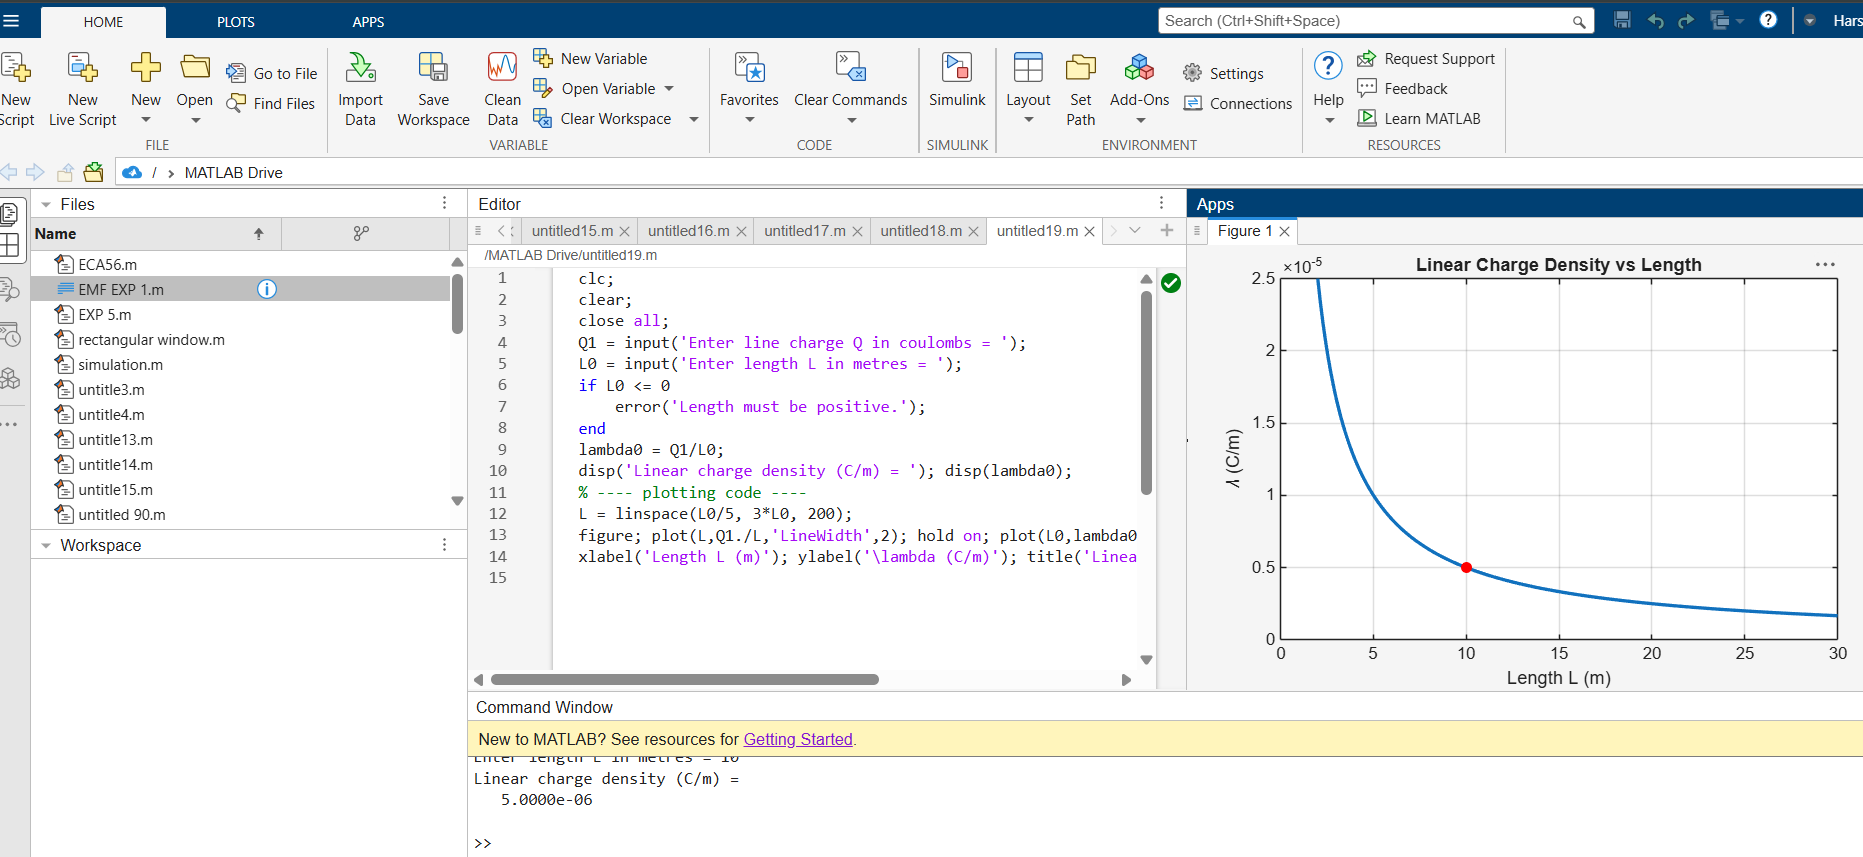 HOME PLOTS APPS
Search (Ctrl+Shift+Space)
? Hars
New Script
New Live Script
New
Open
Go to File
Find Files
FILE
Import Data
Save Workspace
Clean Data
New Variable
Open Variable
Clear Workspace
VARIABLE
Favorites
Clear Commands
CODE
Simulink
SIMULINK
Layout
Set Path
Add-Ons
Settings
Connections
ENVIRONMENT
? Help
Request Support
Feedback
Learn MATLAB
RESOURCES
/ › MATLAB Drive
Files
Name
ECA56.m
EMF EXP 1.m
EXP 5.m
rectangular window.m
simulation.m
untitle3.m
untitle4.m
untitle13.m
untitle14.m
untitle15.m
untitled 90.m
Workspace
Editor
untitled15.m untitled16.m untitled17.m untitled18.m untitled19.m
/MATLAB Drive/untitled19.m
1 clc;
2 clear;
3 close all;
4 Q1 = input('Enter line charge Q in coulombs = ');
5 L0 = input('Enter length L in metres = ');
6 if L0 <= 0
7 error('Length must be positive.');
8 end
9 lambda0 = Q1/L0;
10 disp('Linear charge density (C/m) = '); disp(lambda0);
11 % ---- plotting code ----
12 L = linspace(L0/5, 3*L0, 200);
13 figure; plot(L,Q1./L,'LineWidth',2); hold on; plot(L0,lambda0
14 xlabel('Length L (m)'); ylabel('\lambda (C/m)'); title('Linea
15
Apps
Figure 1
×10-5
Linear Charge Density vs Length
2.5
2
1.5
1
0.5
0
λ (C/m)
0 5 10 15 20 25 30
Length L (m)
Command Window
New to MATLAB? See resources for Getting Started.
Enter length L in metres = 10
Linear charge density (C/m) =
5.0000e-06
>>